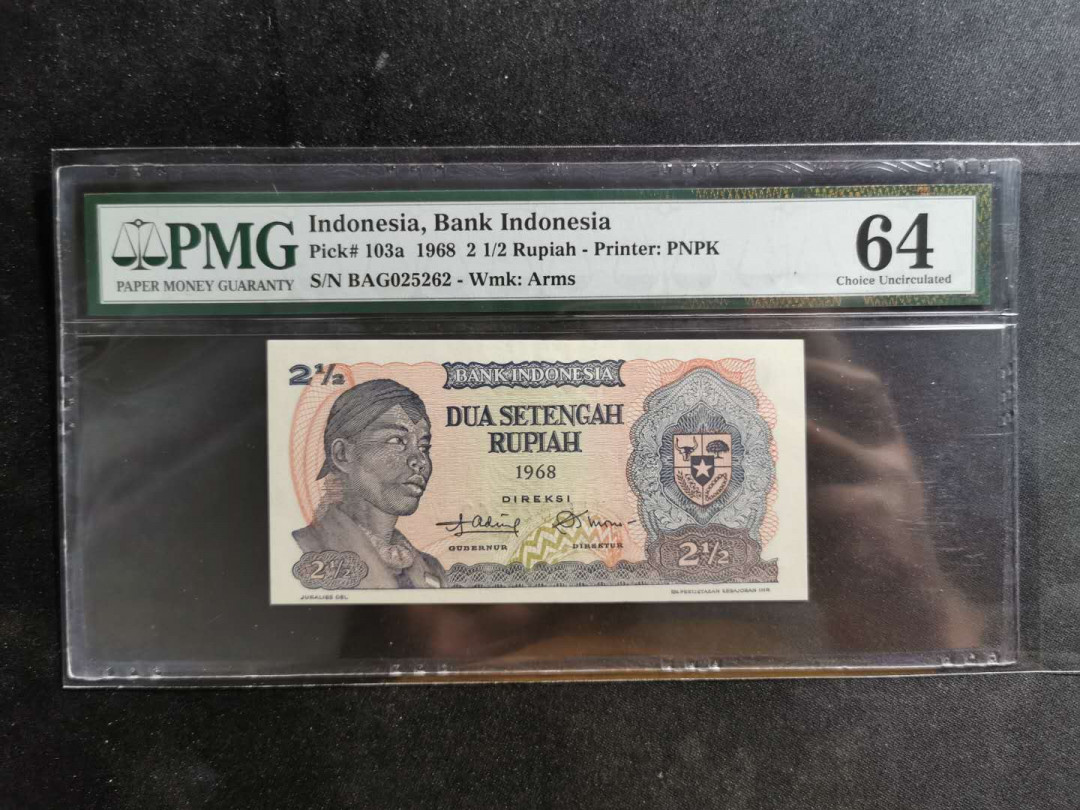 PMG
PAPER MONEY GUARANTY
Indonesia, Bank Indonesia
Pick# 103a 1968 2 1/2 Rupiah - Printer: PNPK
S/N BAG025262 - Wmk: Arms
64
Choice Uncirculated
2½
BANK INDONESIA
DUA SETENGAH
RUPIAH
1968
DIREKSI
GUBERNUR DIREKTUR
2½ 2½